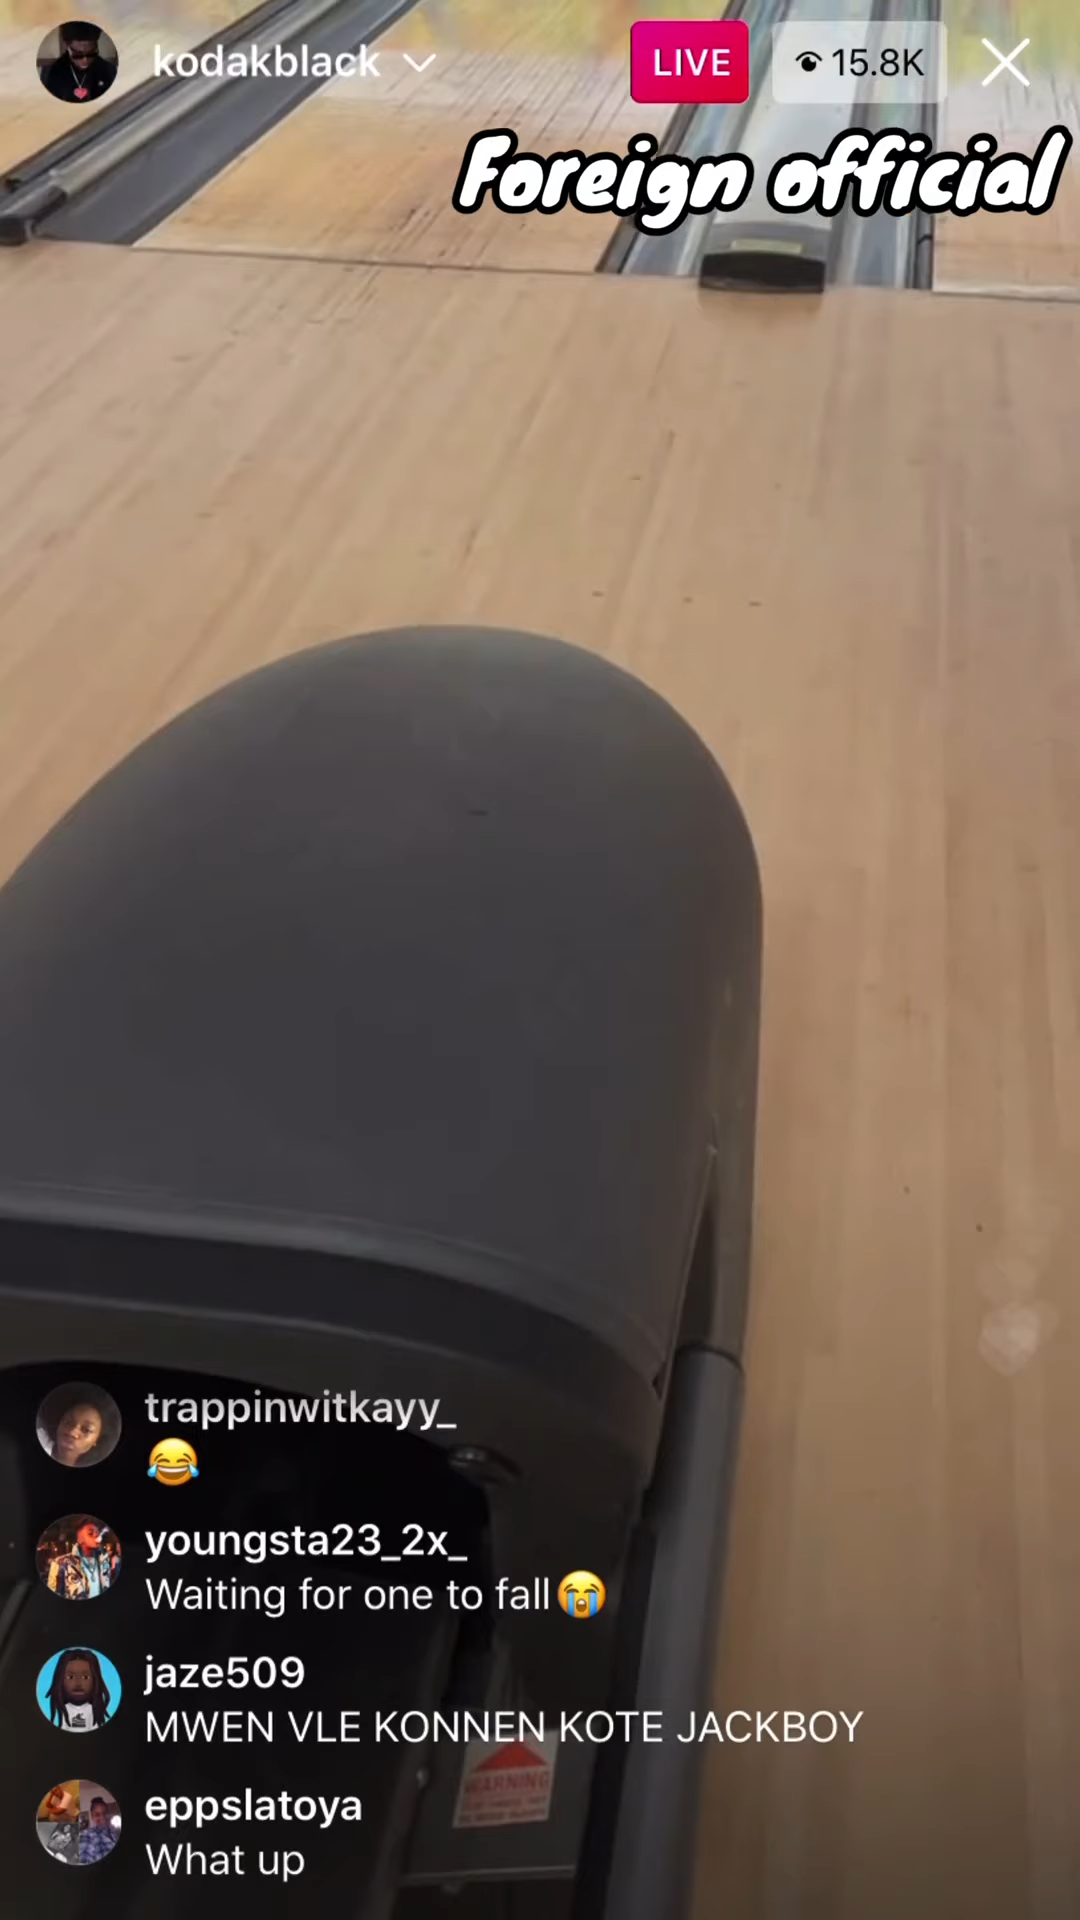 kodakblack
LIVE
15.8K
Foreign official
trappinwitkayy_
😂
youngsta23_2x_
Waiting for one to fall😭
jaze509
MWEN VLE KONNEN KOTE JACKBOY
WARNING
eppslatoya
What up